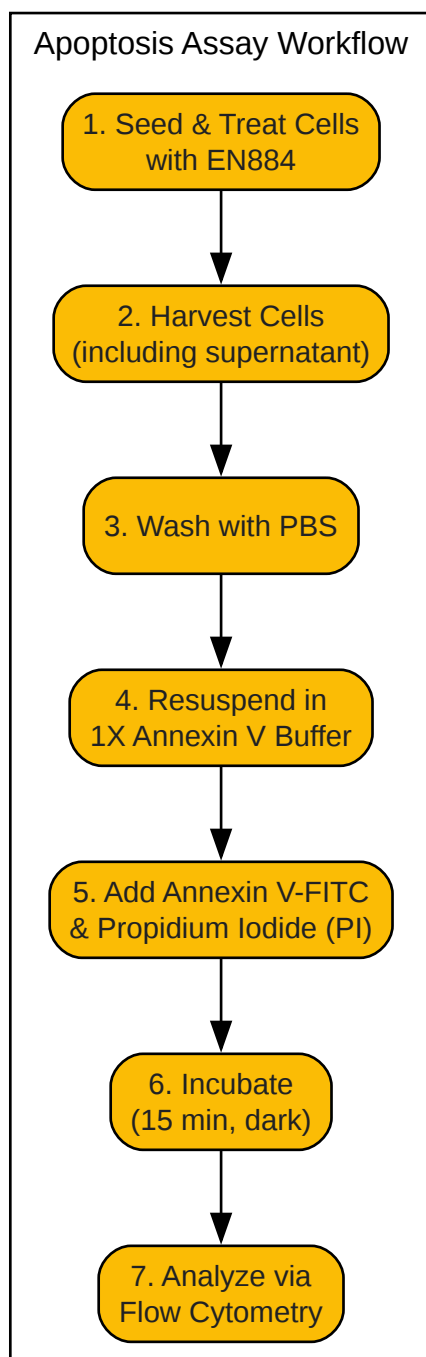 Apoptosis Assay Workflow
1. Seed & Treat Cells
with EN884
2. Harvest Cells
(including supernatant)
3. Wash with PBS
4. Resuspend in
1X Annexin V Buffer
5. Add Annexin V-FITC
& Propidium Iodide (PI)
6. Incubate
(15 min, dark)
7. Analyze via
Flow Cytometry